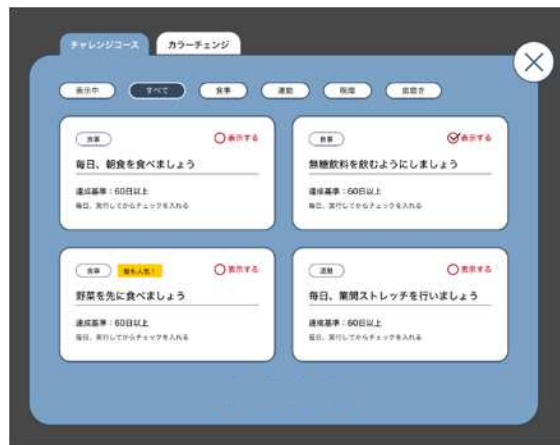 チャレンジコース
カラーチェンジ
表示中
すべて
食事
運動
喫煙
歯磨き
食事
表示する
毎日、朝食を食べましょう
達成基準：60日以上
毎日、実行してからチェックを入れる
食事
表示する
無糖飲料を飲むようにしましょう
達成基準：60日以上
毎日、実行してからチェックを入れる
食事
最も人気！
表示する
野菜を先に食べましょう
達成基準：60日以上
毎日、実行してからチェックを入れる
運動
表示する
毎日、業間ストレッチを行いましょう
達成基準：60日以上
毎日、実行してからチェックを入れる